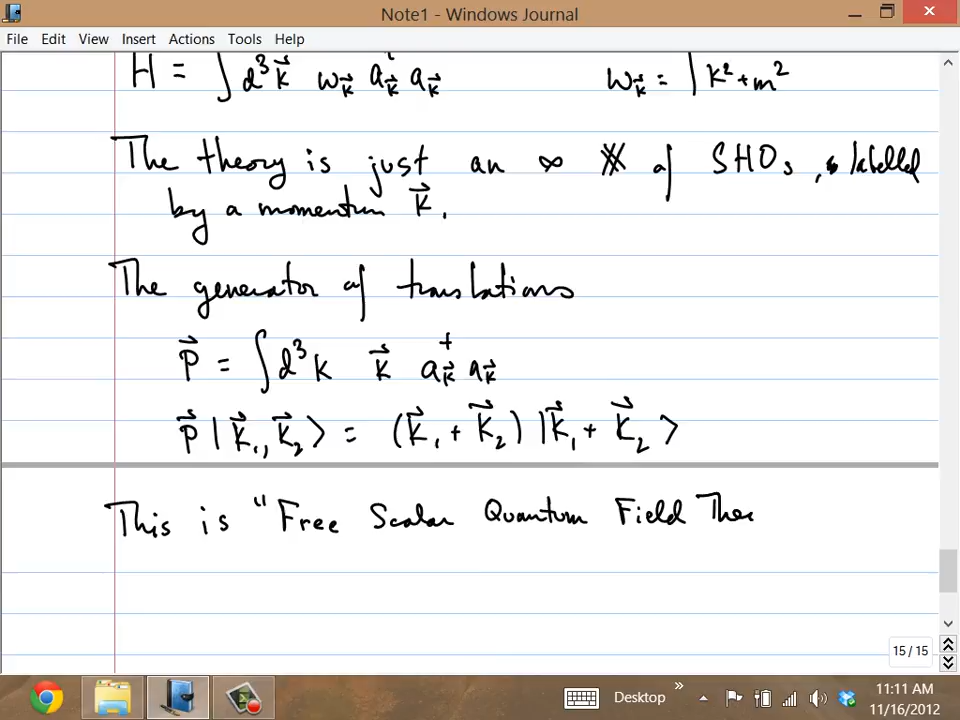 Note1 - Windows Journal
File Edit View Insert Actions Tools Help
H = ∫ d³k⃗ ω_k⃗ a†_k⃗ a_k⃗ ω_k⃗ = √k²+m²
The theory is just an ∞ # of SHOs, labelled
by a momentum k⃗.
The generator of translations
P⃗ = ∫ d³k k⃗ a†_k⃗ a_k⃗
P⃗ | k⃗₁, k⃗₂ > = (k⃗₁ + k⃗₂) | k⃗₁ + k⃗₂ >
This is "Free Scalar Quantum Field Theo
15 / 15
Desktop
11:11 AM
11/16/2012